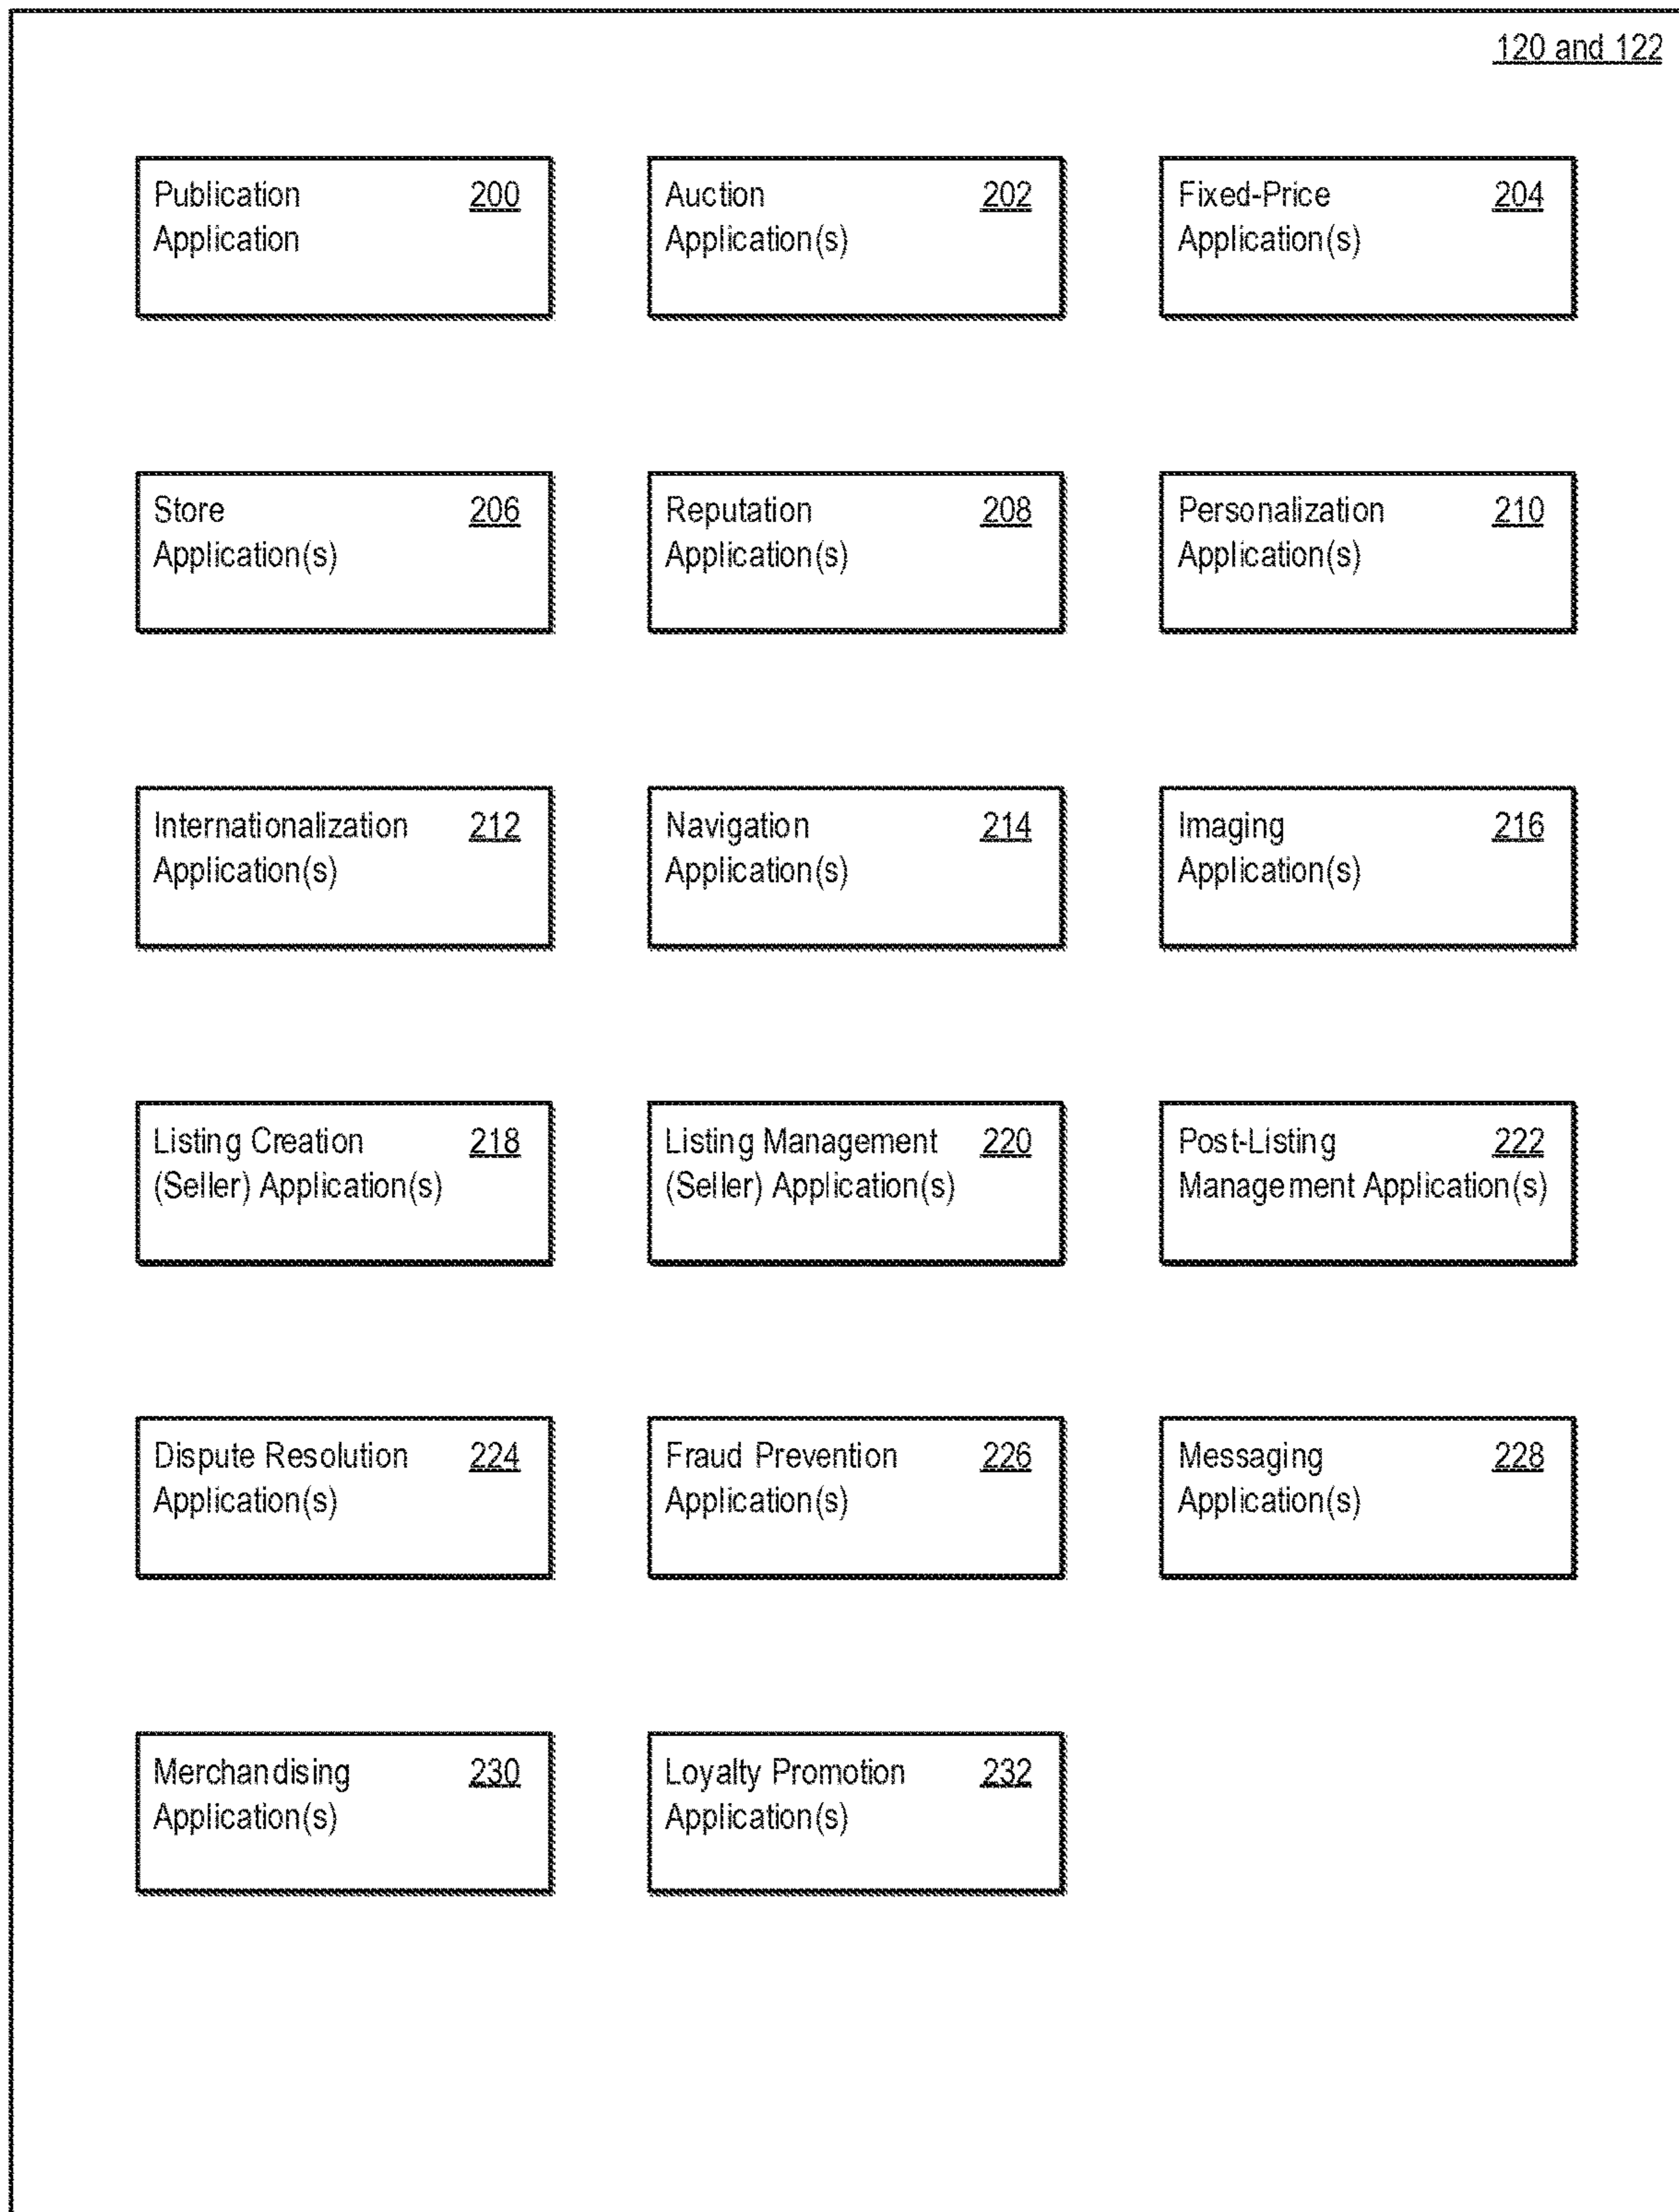 120 and 122
Publication 200
Application
Auction 202
Application(s)
Fixed-Price 204
Application(s)
Store 206
Application(s)
Reputation 208
Application(s)
Personalization 210
Application(s)
Internationalization 212
Application(s)
Navigation 214
Application(s)
Imaging 216
Application(s)
Listing Creation 218
(Seller) Application(s)
Listing Management 220
(Seller) Application(s)
Post-Listing 222
Management Application(s)
Dispute Resolution 224
Application(s)
Fraud Prevention 226
Application(s)
Messaging 228
Application(s)
Merchandising 230
Application(s)
Loyalty Promotion 232
Application(s)